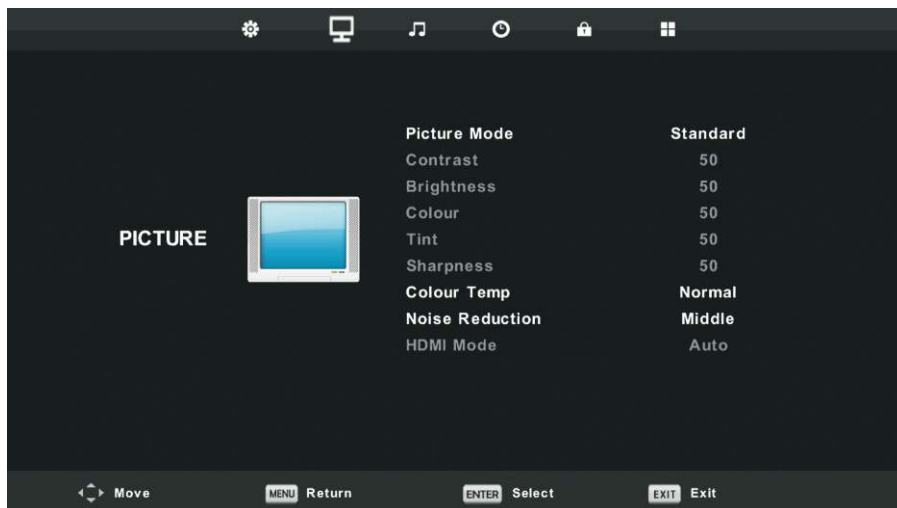 Picture Mode Standard
Contrast 50
Brightness 50
Colour 50
PICTURE Tint 50
Sharpness 50
Colour Temp Normal
Noise Reduction Middle
HDMI Mode Auto
Move MENU Return ENTER Select EXIT Exit